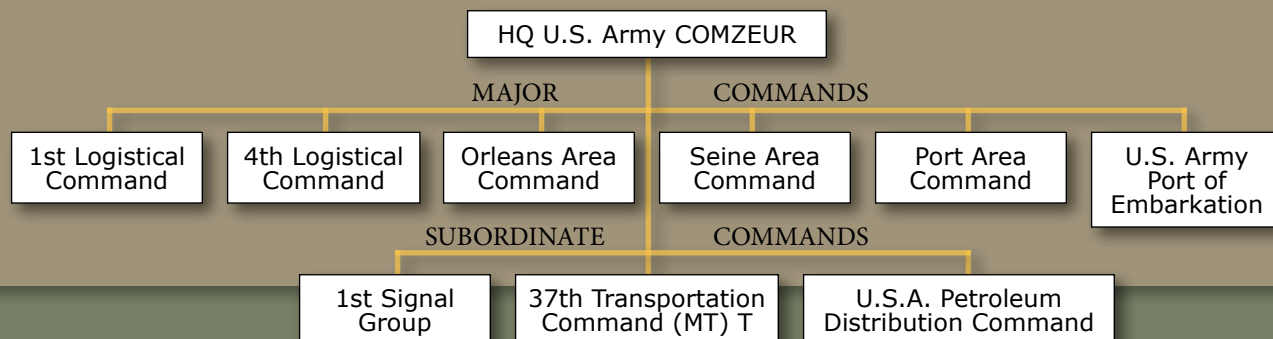 HQ U.S. Army COMZEUR
MAJOR COMMANDS
1st Logistical
Command
4th Logistical
Command
Orleans Area
Command
Seine Area
Command
Port Area
Command
U.S. Army
Port of
Embarkation
SUBORDINATE COMMANDS
1st Signal
Group
37th Transportation
Command (MT) T
U.S.A. Petroleum
Distribution Command